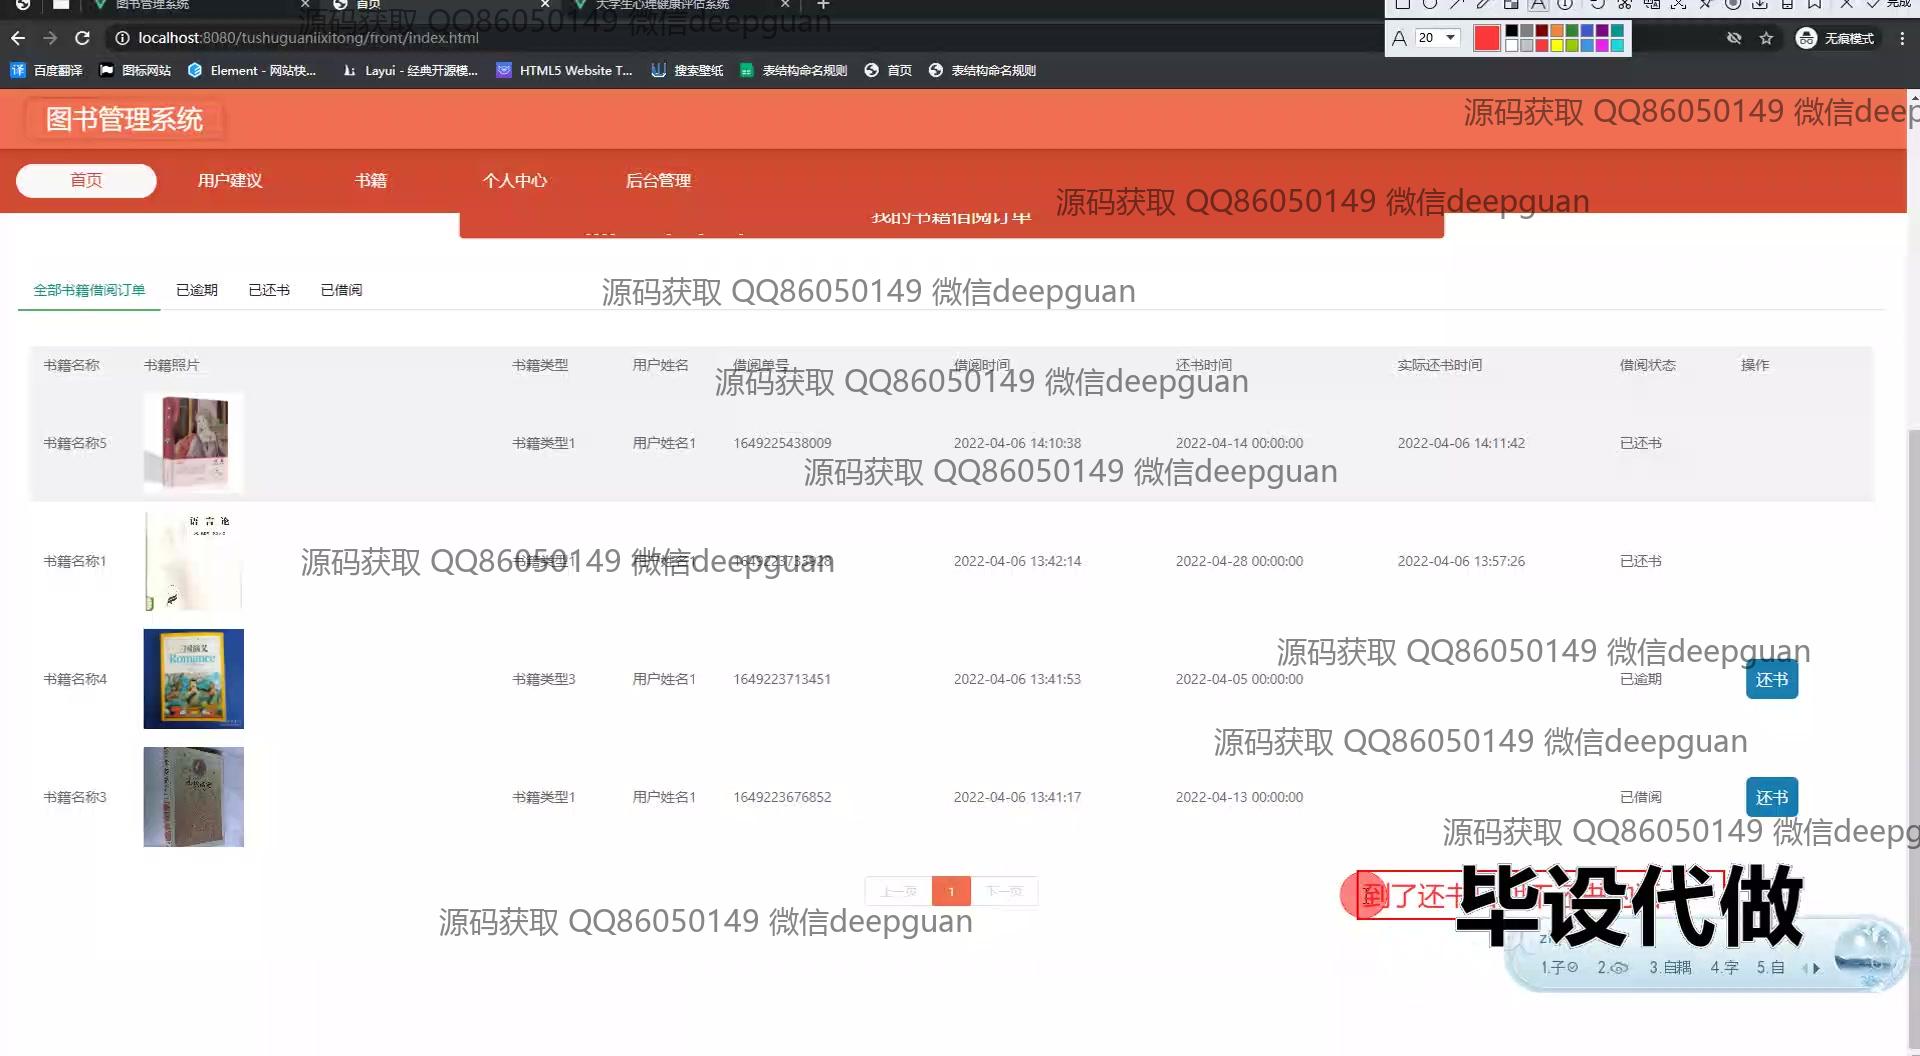 图书管理系统 首页 大学生心理健康评估系统
源码获取 QQ86050149 微信deepguan
完成
localhost:8080/tushuguanlixitong/front/index.html
A 20
无痕模式
百度翻译 图标网站 Element - 网站快... Layui - 经典开源模... HTML5 Website T... 搜索壁纸 表结构命名规则 首页 表结构命名规则
图书管理系统
源码获取 QQ86050149 微信deep
首页 用户建议 书籍 个人中心 后台管理
源码获取 QQ86050149 微信deepguan
我的书籍借阅订单
全部书籍借阅订单 已逾期 已还书 已借阅
源码获取 QQ86050149 微信deepguan
书籍名称 书籍照片 书籍类型 用户姓名 借阅单号 借阅时间 还书时间 实际还书时间 借阅状态 操作
源码获取 QQ86050149 微信deepguan
书籍名称5 书籍类型1 用户姓名1 1649225438009 2022-04-06 14:10:38 2022-04-14 00:00:00 2022-04-06 14:11:42 已还书
源码获取 QQ86050149 微信deepguan
语言论
书籍名称1 书籍类型1 用户姓名1 2022-04-06 13:42:14 2022-04-28 00:00:00 2022-04-06 13:57:26 已还书
源码获取 QQ86050149 微信deepguan
Romance
源码获取 QQ86050149 微信deepguan
书籍名称4 书籍类型3 用户姓名1 1649223713451 2022-04-06 13:41:53 2022-04-05 00:00:00 已逾期 还书
源码获取 QQ86050149 微信deepguan
书籍名称3 书籍类型1 用户姓名1 1649223676852 2022-04-06 13:41:17 2022-04-13 00:00:00 已借阅 还书
源码获取 QQ86050149 微信deepg
上一页 1 下一页
到了还书
毕设代做
源码获取 QQ86050149 微信deepguan
1.子 2. 3.自耦 4.字 5.自